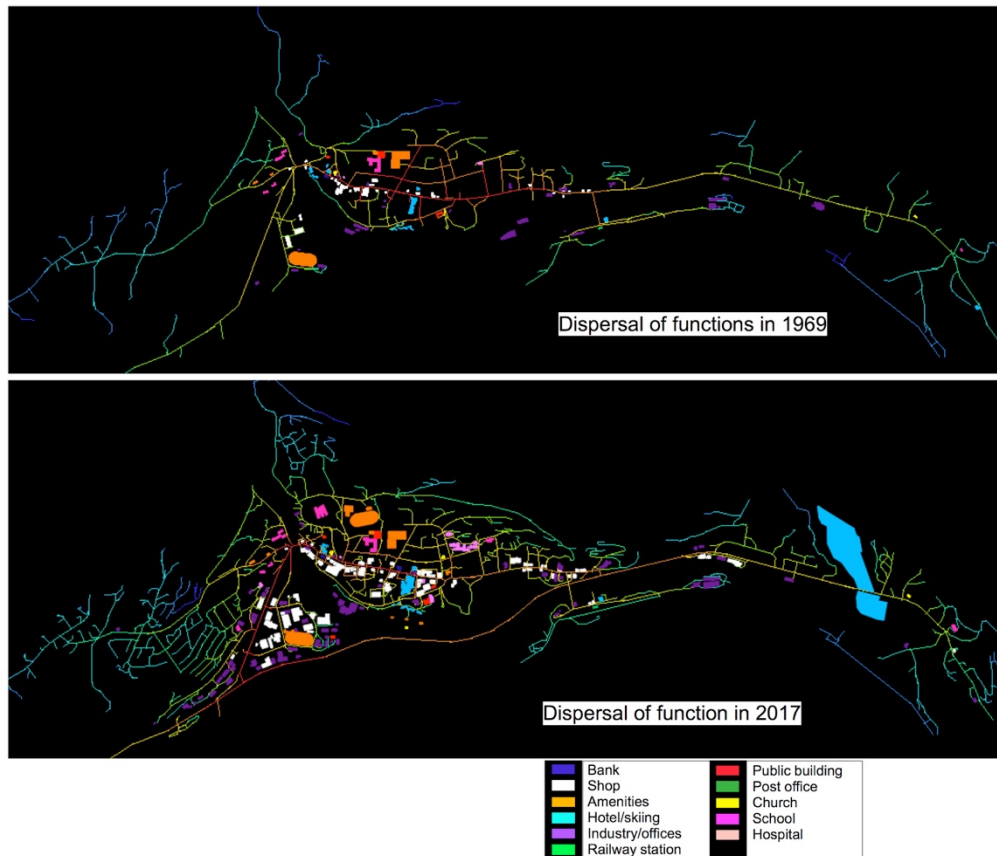 Dispersal of functions in 1969
Dispersal of function in 2017
Bank
Shop
Amenities
Hotel/skiing
Industry/offices
Railway station
Public building
Post office
Church
School
Hospital